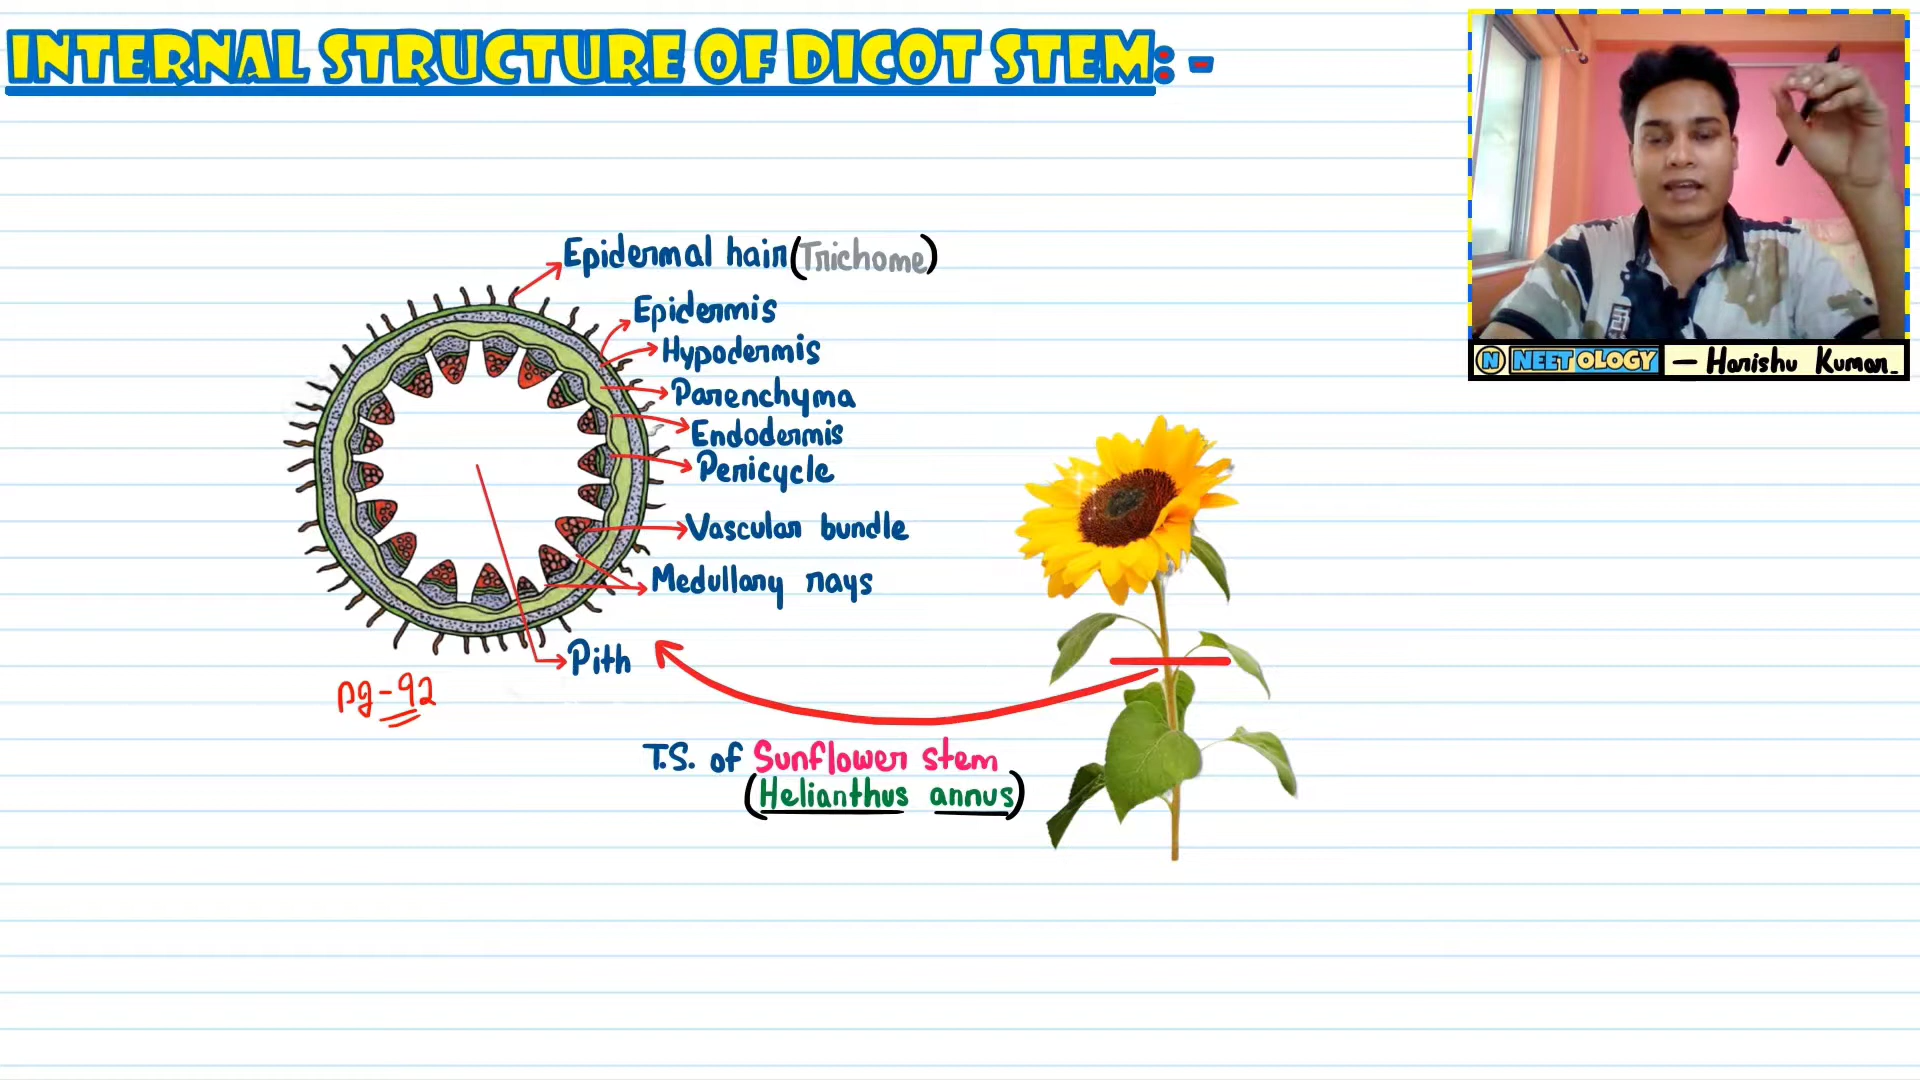 INTERNAL STRUCTURE OF DICOT STEM: -
Epidermal hair (Trichome)
Epidermis
Hypodermis
Parenchyma
Endodermis
Pericycle
Vascular bundle
Medullary rays
Pith
pg-92
T.S. of Sunflower stem
(Helianthus annus)
N NEETOLOGY - Harishu Kumar.